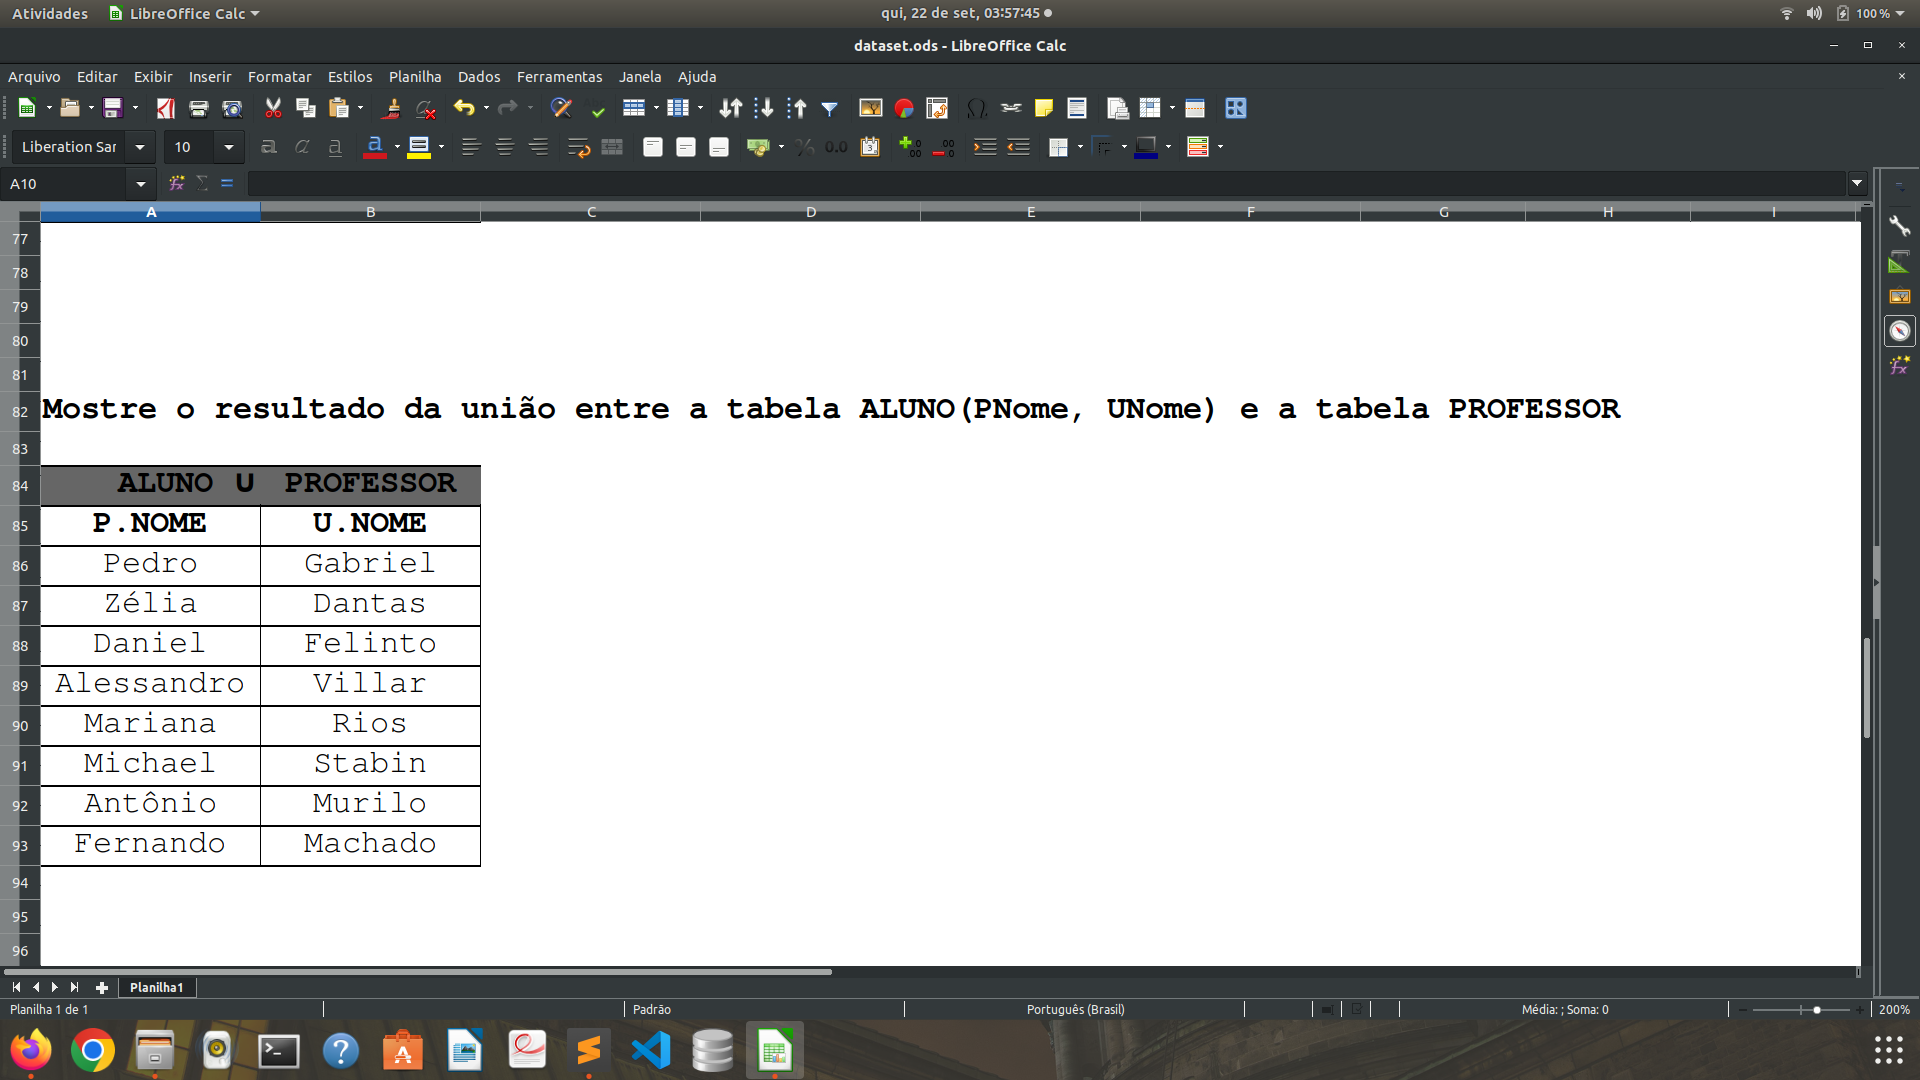 Atividades LibreOffice Calc qui, 22 de set, 03:57:45 100 %
dataset.ods - LibreOffice Calc
Arquivo Editar Exibir Inserir Formatar Estilos Planilha Dados Ferramentas Janela Ajuda
Liberation Sar 10
A10
A B C D E F G H I
77
78
79
80
81
82 Mostre o resultado da união entre a tabela ALUNO(PNome, UNome) e a tabela PROFESSOR
83
84 ALUNO U PROFESSOR
85 P.NOME U.NOME
86 Pedro Gabriel
87 Zélia Dantas
88 Daniel Felinto
89 Alessandro Villar
90 Mariana Rios
91 Michael Stabin
92 Antônio Murilo
93 Fernando Machado
94
95
96
Planilha1
Planilha 1 de 1 Padrão Português (Brasil) Média: ; Soma: 0 200%